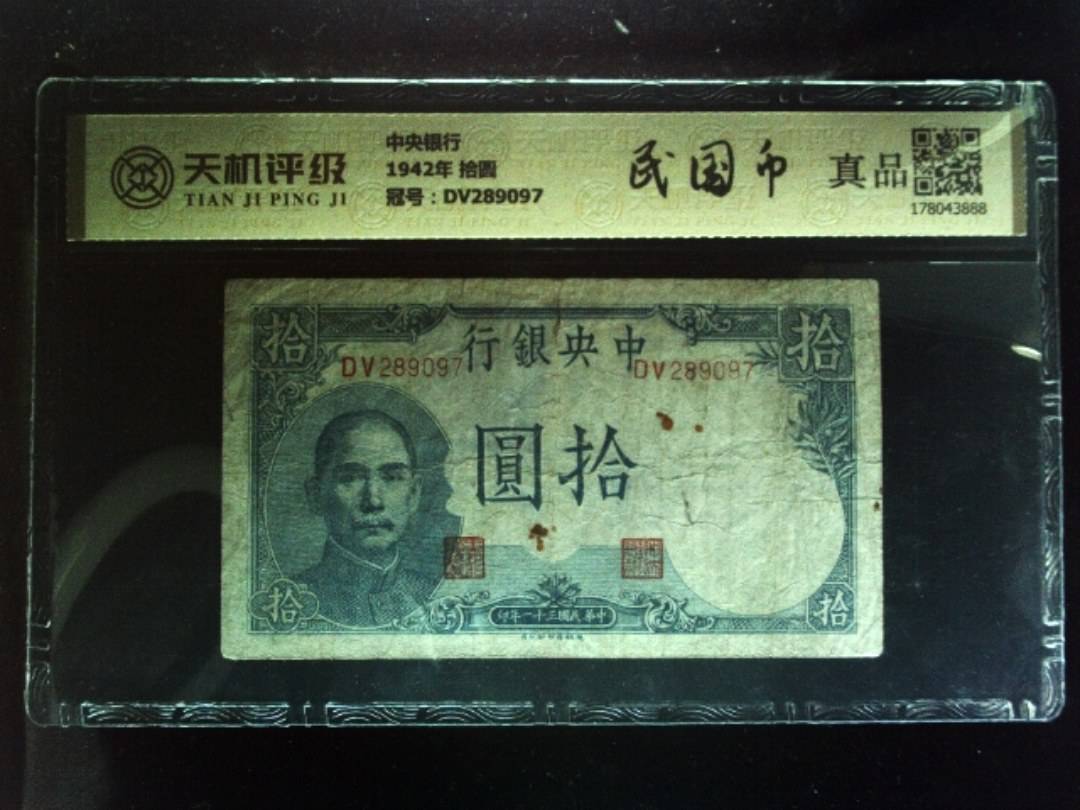 天机评级
TIAN JI PING JI
中央银行
1942年 拾圆
冠号：DV289097
民国币
真品
178043888
拾
行銀央中
拾
DV289097
DV289097
圓拾
拾
印年一十三國民華中
拾